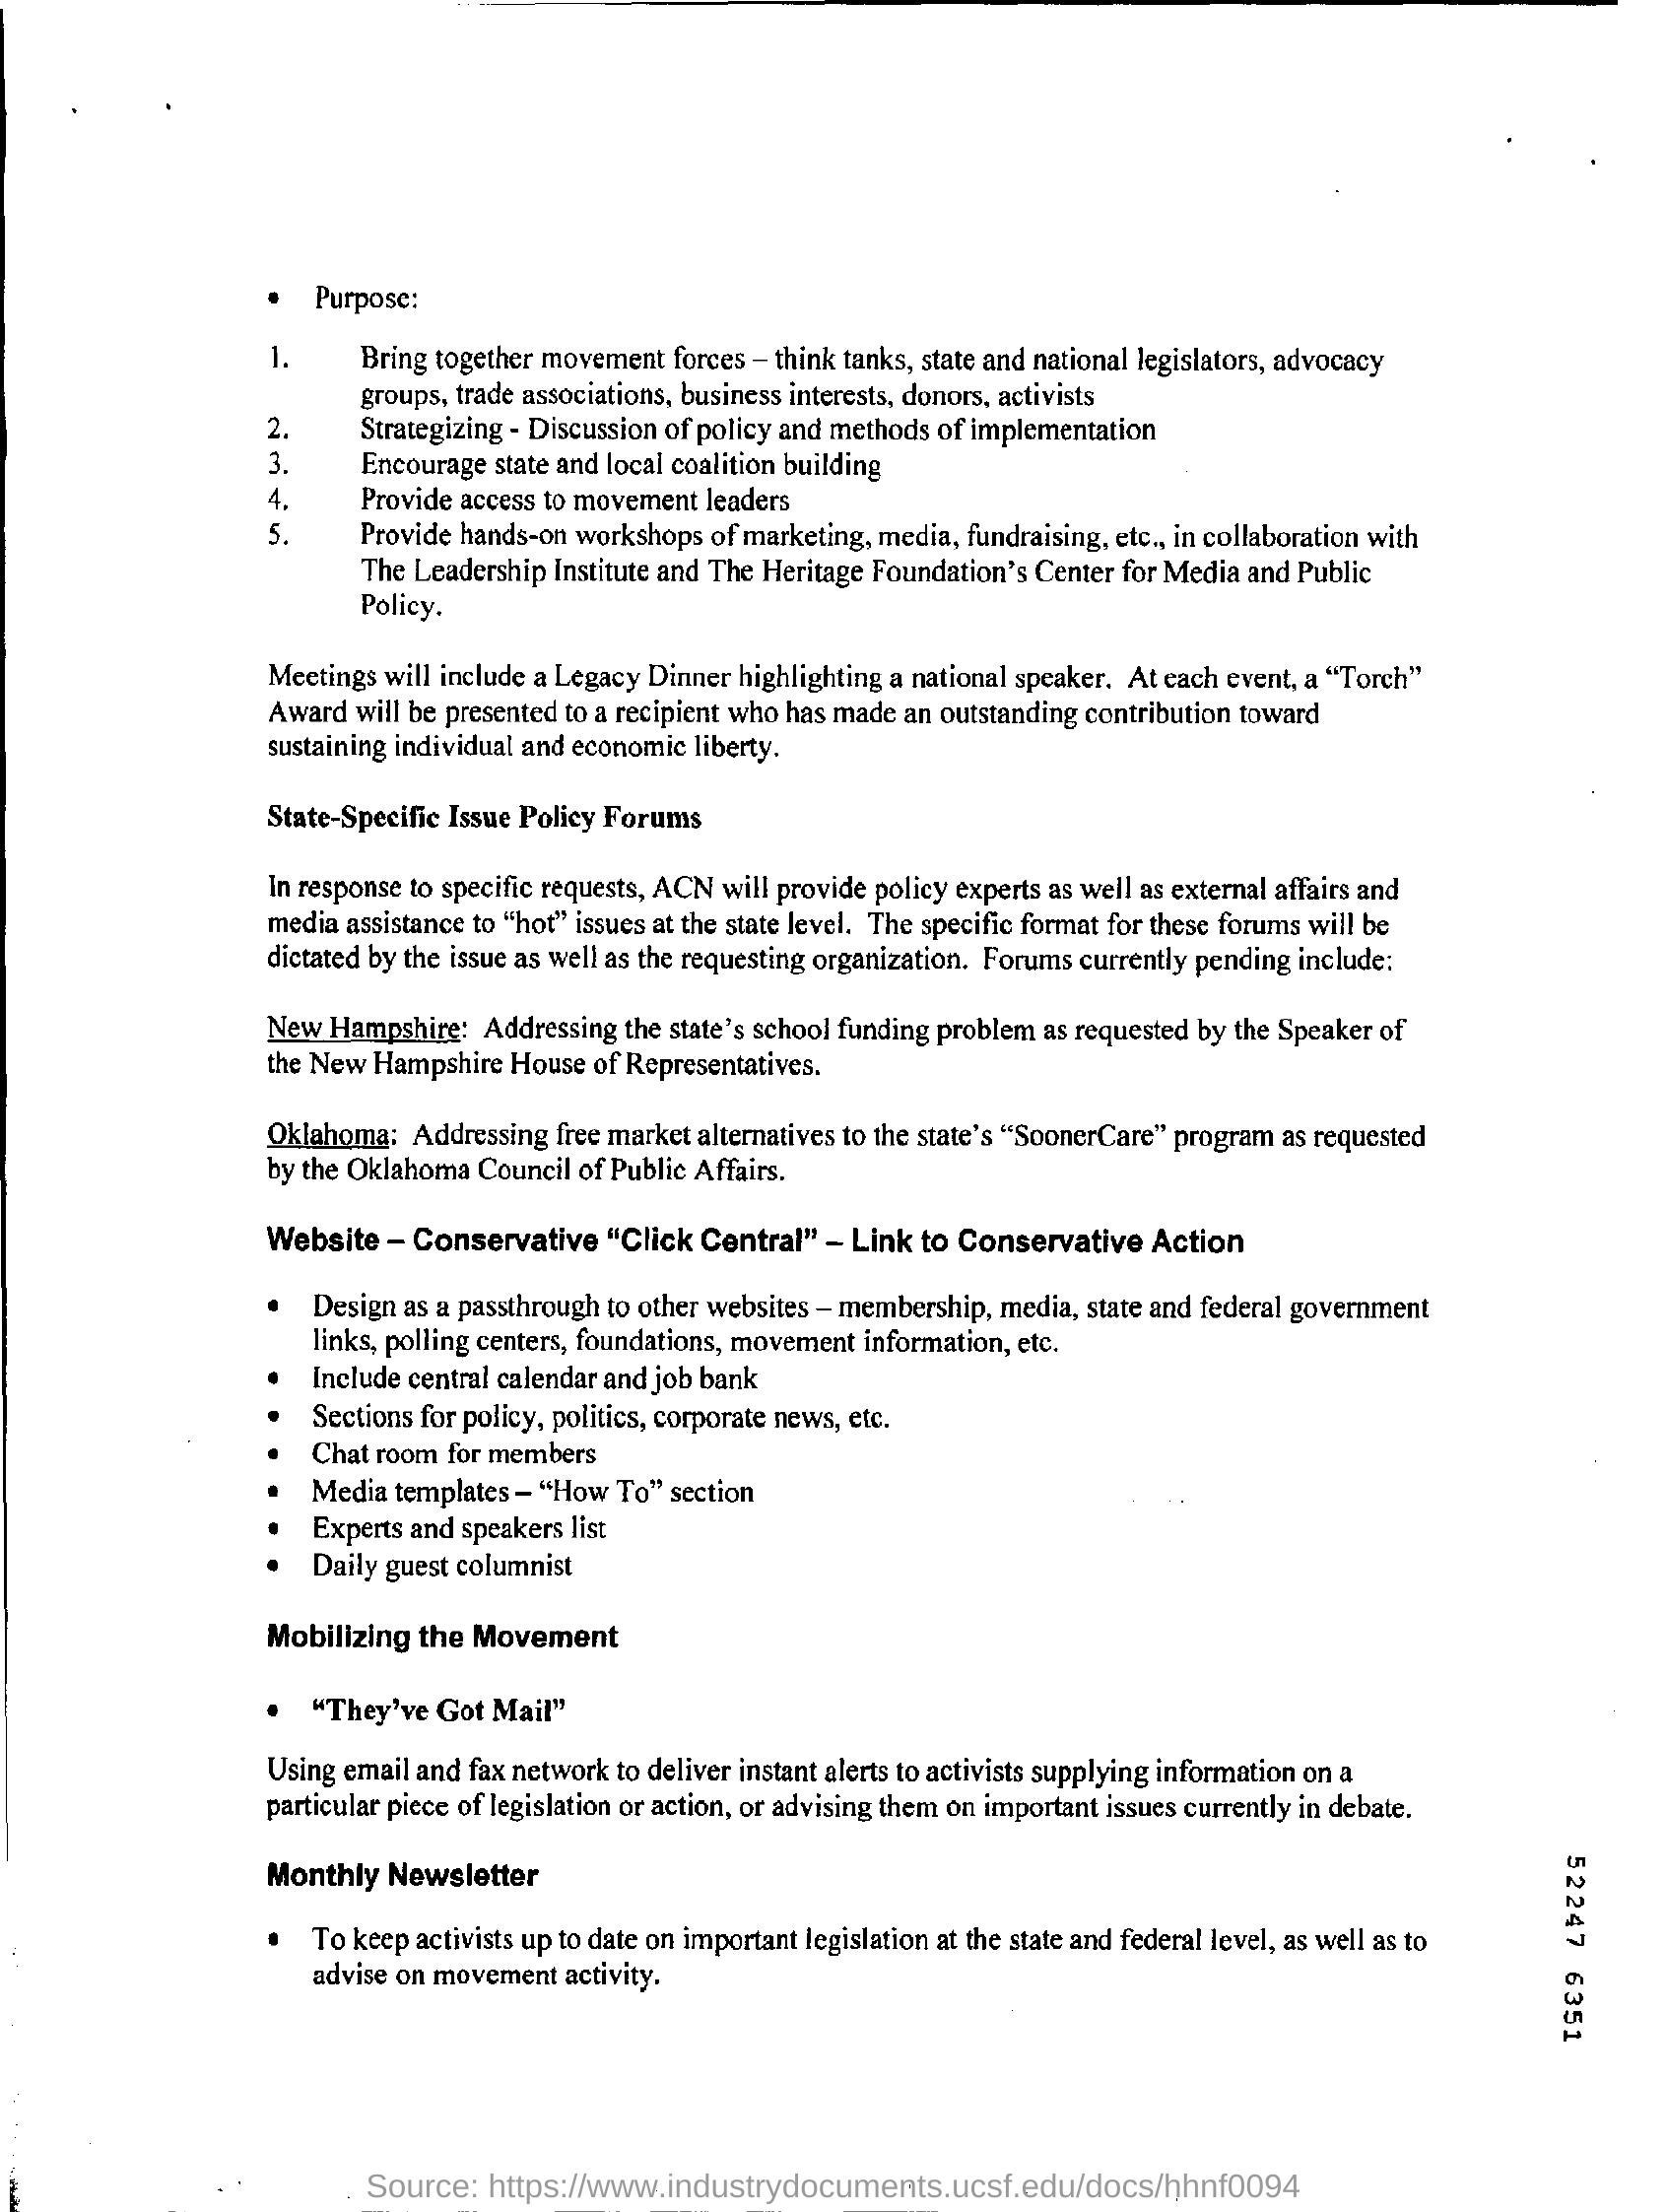 • Purpose:
1. Bring together movement forces – think tanks, state and national legislators, advocacy
groups, trade associations, business interests, donors, activists
2. Strategizing - Discussion of policy and methods of implementation
3. Encourage state and local coalition building
4. Provide access to movement leaders
5. Provide hands-on workshops of marketing, media, fundraising, etc., in collaboration with
The Leadership Institute and The Heritage Foundation's Center for Media and Public
Policy.
Meetings will include a Legacy Dinner highlighting a national speaker. At each event, a "Torch"
Award will be presented to a recipient who has made an outstanding contribution toward
sustaining individual and economic liberty.
State-Specific Issue Policy Forums
In response to specific requests, ACN will provide policy experts as well as external affairs and
media assistance to "hot" issues at the state level. The specific format for these forums will be
dictated by the issue as well as the requesting organization. Forums currently pending include:
New Hampshire: Addressing the state's school funding problem as requested by the Speaker of
the New Hampshire House of Representatives.
Oklahoma: Addressing free market alternatives to the state's "SoonerCare" program as requested
by the Oklahoma Council of Public Affairs.
Website – Conservative "Click Central" – Link to Conservative Action
• Design as a passthrough to other websites – membership, media, state and federal government
links, polling centers, foundations, movement information, etc.
• Include central calendar and job bank
• Sections for policy, politics, corporate news, etc.
• Chat room for members
• Media templates – "How To" section
• Experts and speakers list
• Daily guest columnist
Mobilizing the Movement
• "They've Got Mail"
Using email and fax network to deliver instant alerts to activists supplying information on a
particular piece of legislation or action, or advising them on important issues currently in debate.
Monthly Newsletter
• To keep activists up to date on important legislation at the state and federal level, as well as to
advise on movement activity.
52247 6351
Source: https://www.industrydocuments.ucsf.edu/docs/hhnf0094